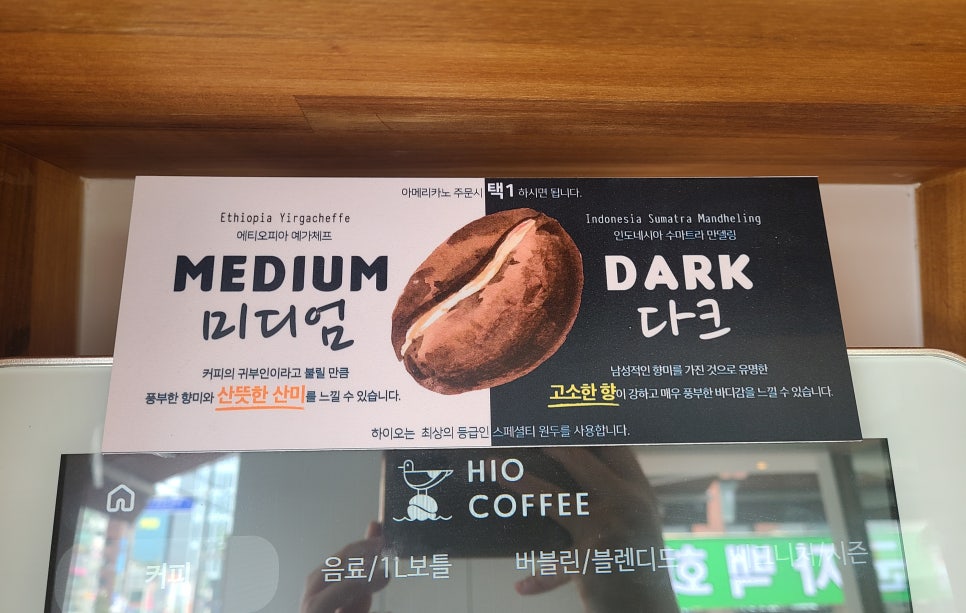 아메리카노 주문시 택1 하시면 됩니다.
Ethiopia Yirgacheffe
에티오피아 예가체프
MEDIUM
미디엄
커피의 귀부인이라고 불릴 만큼
풍부한 향미와 산뜻한 산미를 느낄 수 있습니다.
Indonesia Sumatra Mandheling
인도네시아 수마트라 만델링
DARK
다크
남성적인 향미를 가진 것으로 유명한
고소한 향이 강하고 매우 풍부한 바디감을 느낄 수 있습니다.
하이오는 최상의 등급인 스페셜티 원두를 사용합니다.
HIO
COFFEE
커피 음료/1L보틀 버블린/블렌디드